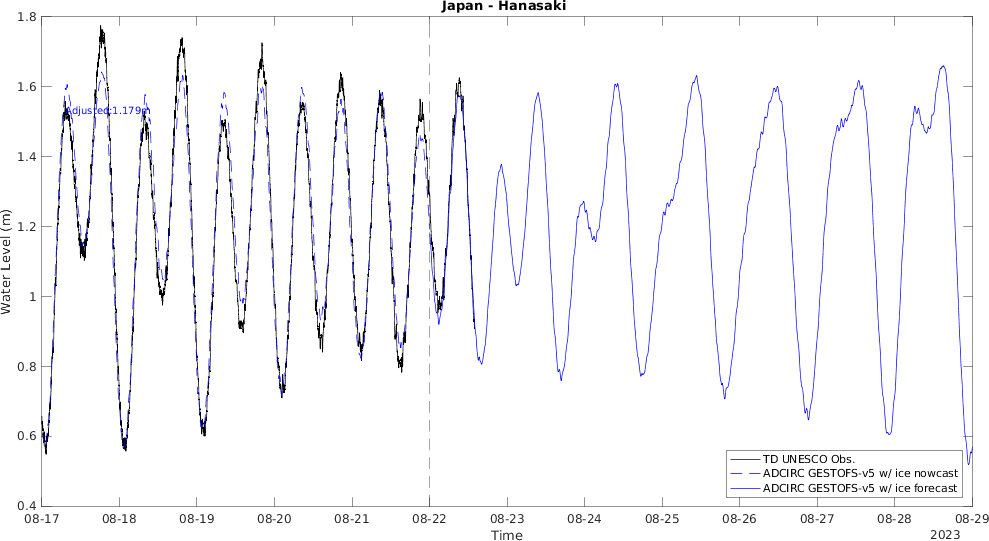 Japan - Hanasaki
Water Level (m)
1.8
1.6
1.4
1.2
1
0.8
0.6
0.4
Adjusted:1.179m
TD UNESCO Obs.
ADCIRC GESTOFS-v5 w/ ice nowcast
ADCIRC GESTOFS-v5 w/ ice forecast
08-17 08-18 08-19 08-20 08-21 08-22 08-23 08-24 08-25 08-26 08-27 08-28 08-29
Time
2023